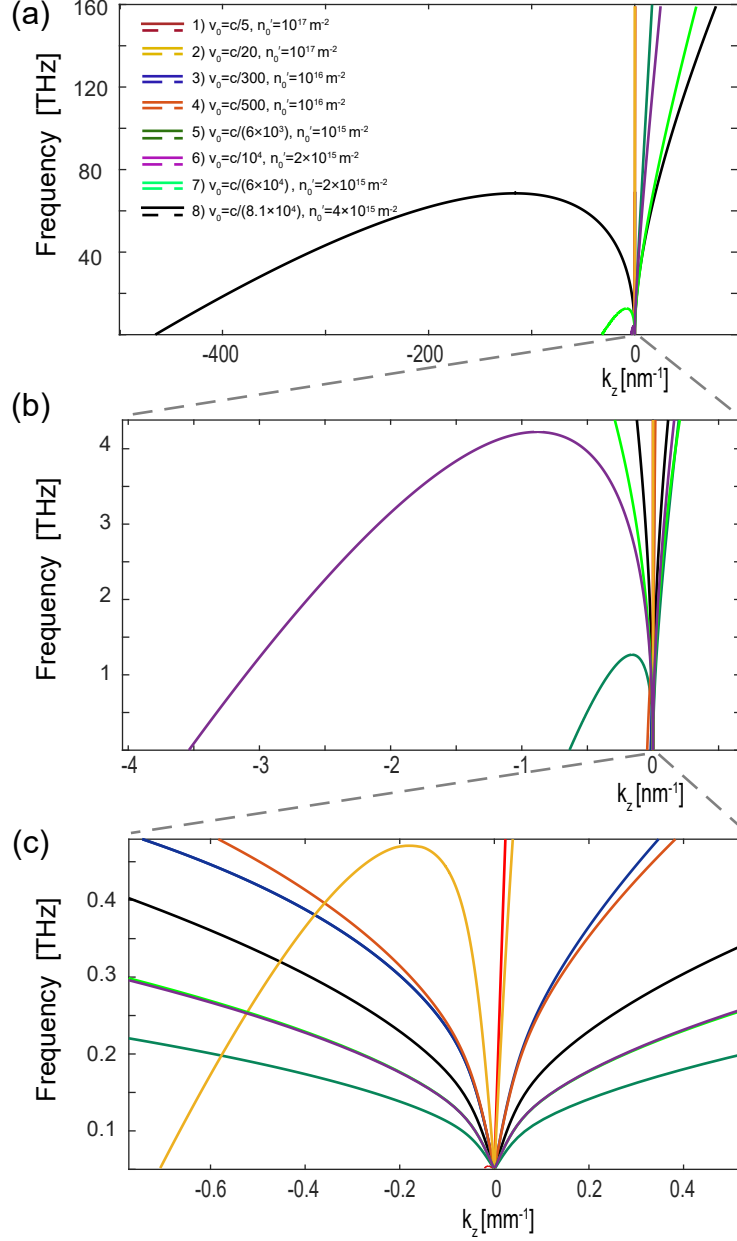 (a)
160
120
80
40
Frequency [THz]
1) v₀=c/5, n₀'=10¹⁷ m⁻²
2) v₀=c/20, n₀'=10¹⁷ m⁻²
3) v₀=c/300, n₀'=10¹⁶ m⁻²
4) v₀=c/500, n₀'=10¹⁶ m⁻²
5) v₀=c/(6×10³), n₀'=10¹⁵ m⁻²
6) v₀=c/10⁴, n₀'=2×10¹⁵ m⁻²
7) v₀=c/(6×10⁴) , n₀'=2×10¹⁵ m⁻²
8) v₀=c/(8.1×10⁴), n₀'=4×10¹⁵ m⁻²
-400 -200 0
k_z [nm⁻¹]
(b)
4
3
2
1
Frequency [THz]
-4 -3 -2 -1 0
k_z [nm⁻¹]
(c)
0.4
0.3
0.2
0.1
Frequency [THz]
-0.6 -0.4 -0.2 0 0.2 0.4
k_z [mm⁻¹]